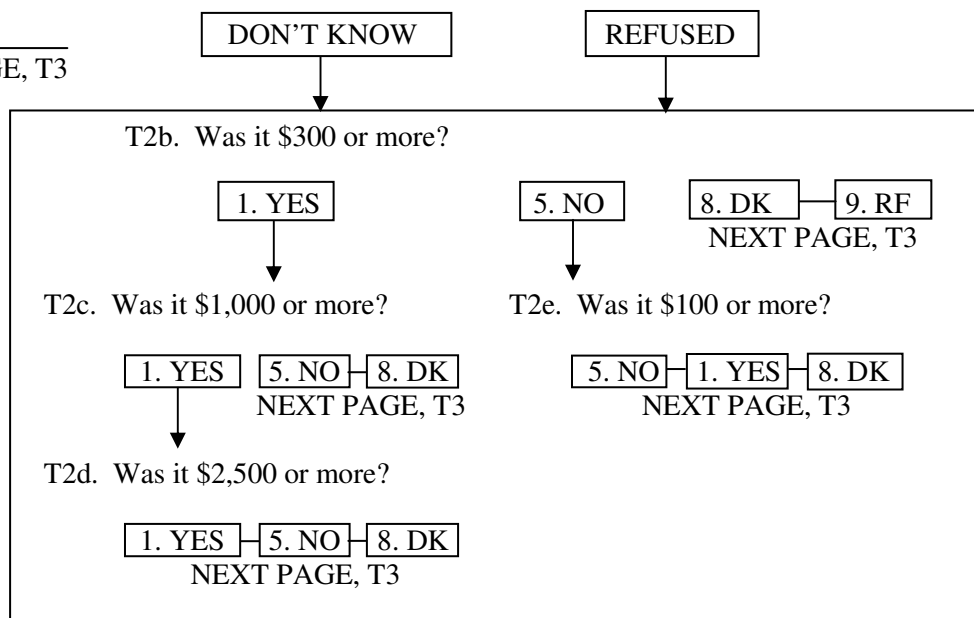 DON'T KNOW REFUSED
E, T3
T2b. Was it $300 or more?
1. YES 5. NO 8. DK 9. RF
NEXT PAGE, T3
T2c. Was it $1,000 or more? T2e. Was it $100 or more?
1. YES 5. NO 8. DK 5. NO 1. YES 8. DK
NEXT PAGE, T3 NEXT PAGE, T3
T2d. Was it $2,500 or more?
1. YES 5. NO 8. DK
NEXT PAGE, T3